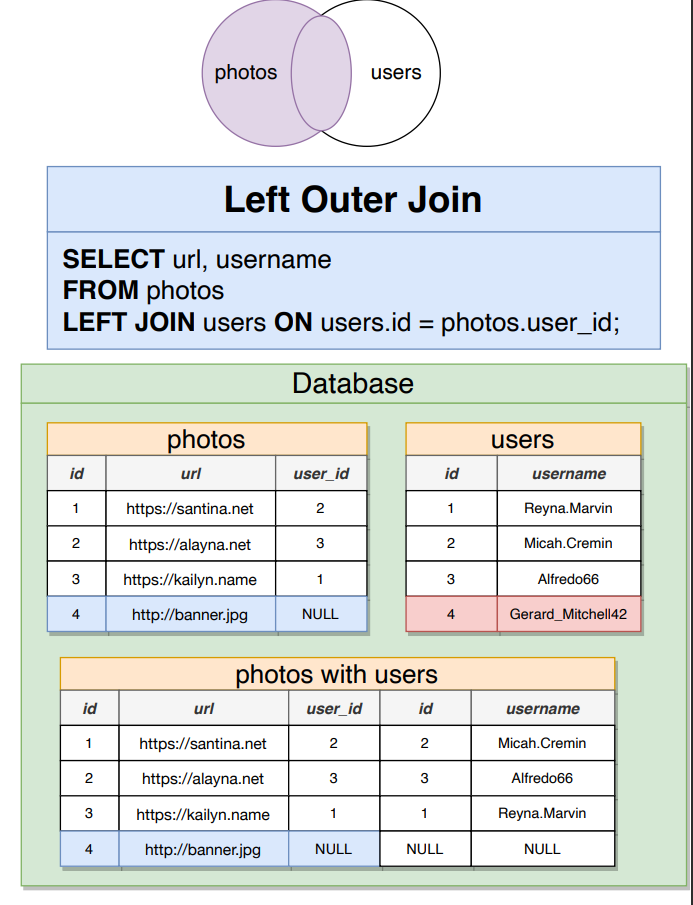 photos users
Left Outer Join
SELECT url, username
FROM photos
LEFT JOIN users ON users.id = photos.user_id;
Database
photos
id url user_id
1 https://santina.net 2
2 https://alayna.net 3
3 https://kailyn.name 1
4 http://banner.jpg NULL
users
id username
1 Reyna.Marvin
2 Micah.Cremin
3 Alfredo66
4 Gerard_Mitchell42
photos with users
id url user_id id username
1 https://santina.net 2 2 Micah.Cremin
2 https://alayna.net 3 3 Alfredo66
3 https://kailyn.name 1 1 Reyna.Marvin
4 http://banner.jpg NULL NULL NULL